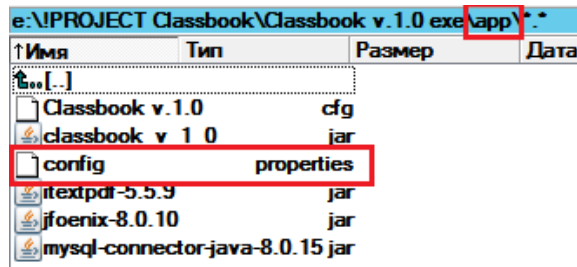 e:\!PROJECT Classbook\Classbook v.1.0 exe\app\*.*
↑Имя Тип Размер Дата
[..]
Classbook v.1.0 cfg
classbook_v_1_0 jar
config properties
itextpdf-5.5.9 jar
jfoenix-8.0.10 jar
mysql-connector-java-8.0.15 jar